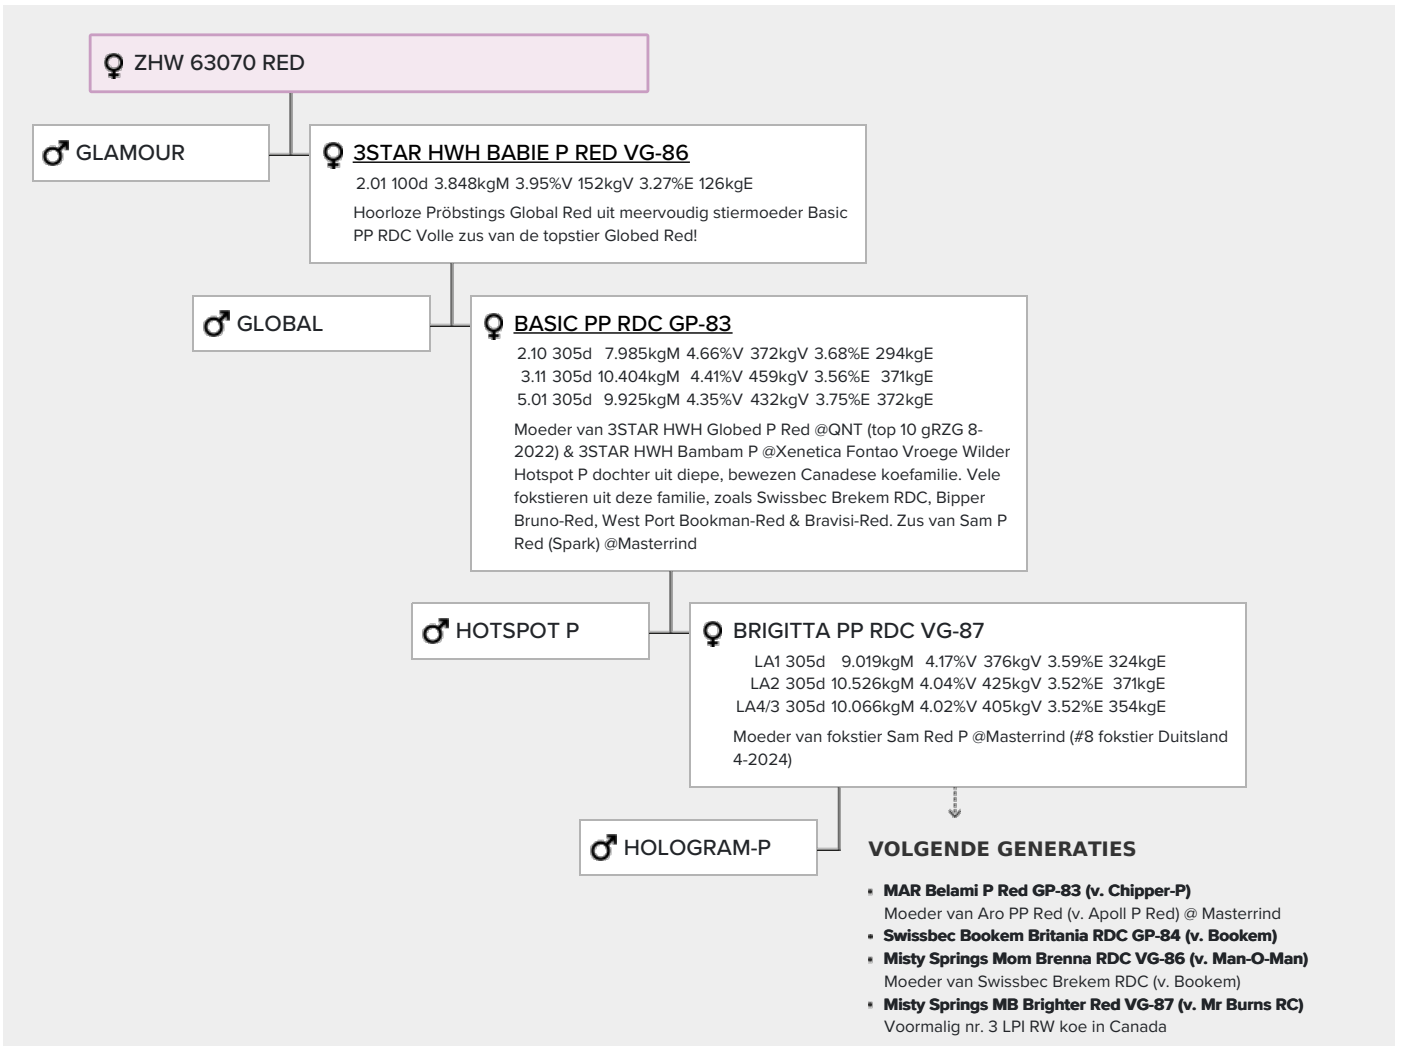 ZHW 63070 RED
GLAMOUR
3STAR HWH BABIE P RED VG-86
2.01 100d 3.848kgM 3.95%V 152kgV 3.27%E 126kgE
Hoorloze Pröbstings Global Red uit meervoudig stiermoeder Basic
PP RDC Volle zus van de topstier Globed Red!
GLOBAL
BASIC PP RDC GP-83
2.10 305d 7.985kgM 4.66%V 372kgV 3.68%E 294kgE
3.11 305d 10.404kgM 4.41%V 459kgV 3.56%E 371kgE
5.01 305d 9.925kgM 4.35%V 432kgV 3.75%E 372kgE
Moeder van 3STAR HWH Globed P Red @QNT (top 10 gRZG 8-
2022) & 3STAR HWH Bambam P @Xenetica Fontao Vroege Wilder
Hotspot P dochter uit diepe, bewezen Canadese koefamilie. Vele
fokstieren uit deze familie, zoals Swissbec Brekem RDC, Bipper
Bruno-Red, West Port Bookman-Red & Bravisi-Red. Zus van Sam P
Red (Spark) @Masterrind
HOTSPOT P
BRIGITTA PP RDC VG-87
LA1 305d 9.019kgM 4.17%V 376kgV 3.59%E 324kgE
LA2 305d 10.526kgM 4.04%V 425kgV 3.52%E 371kgE
LA4/3 305d 10.066kgM 4.02%V 405kgV 3.52%E 354kgE
Moeder van fokstier Sam Red P @Masterrind (#8 fokstier Duitsland
4-2024)
HOLOGRAM-P
VOLGENDE GENERATIES
▪ MAR Belami P Red GP-83 (v. Chipper-P)
Moeder van Aro PP Red (v. Apoll P Red) @ Masterrind
▪ Swissbec Bookem Britania RDC GP-84 (v. Bookem)
▪ Misty Springs Mom Brenna RDC VG-86 (v. Man-O-Man)
Moeder van Swissbec Brekem RDC (v. Bookem)
▪ Misty Springs MB Brighter Red VG-87 (v. Mr Burns RC)
Voormalig nr. 3 LPI RW koe in Canada